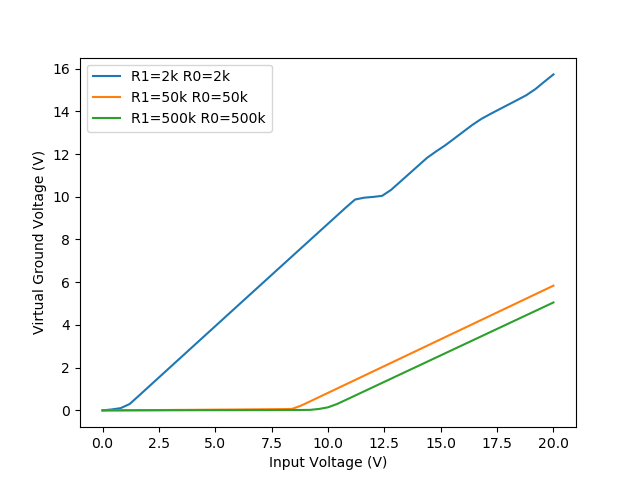 R1=2k R0=2k
R1=50k R0=50k
R1=500k R0=500k
Virtual Ground Voltage (V)
16
14
12
10
8
6
4
2
0
0.0 2.5 5.0 7.5 10.0 12.5 15.0 17.5 20.0
Input Voltage (V)